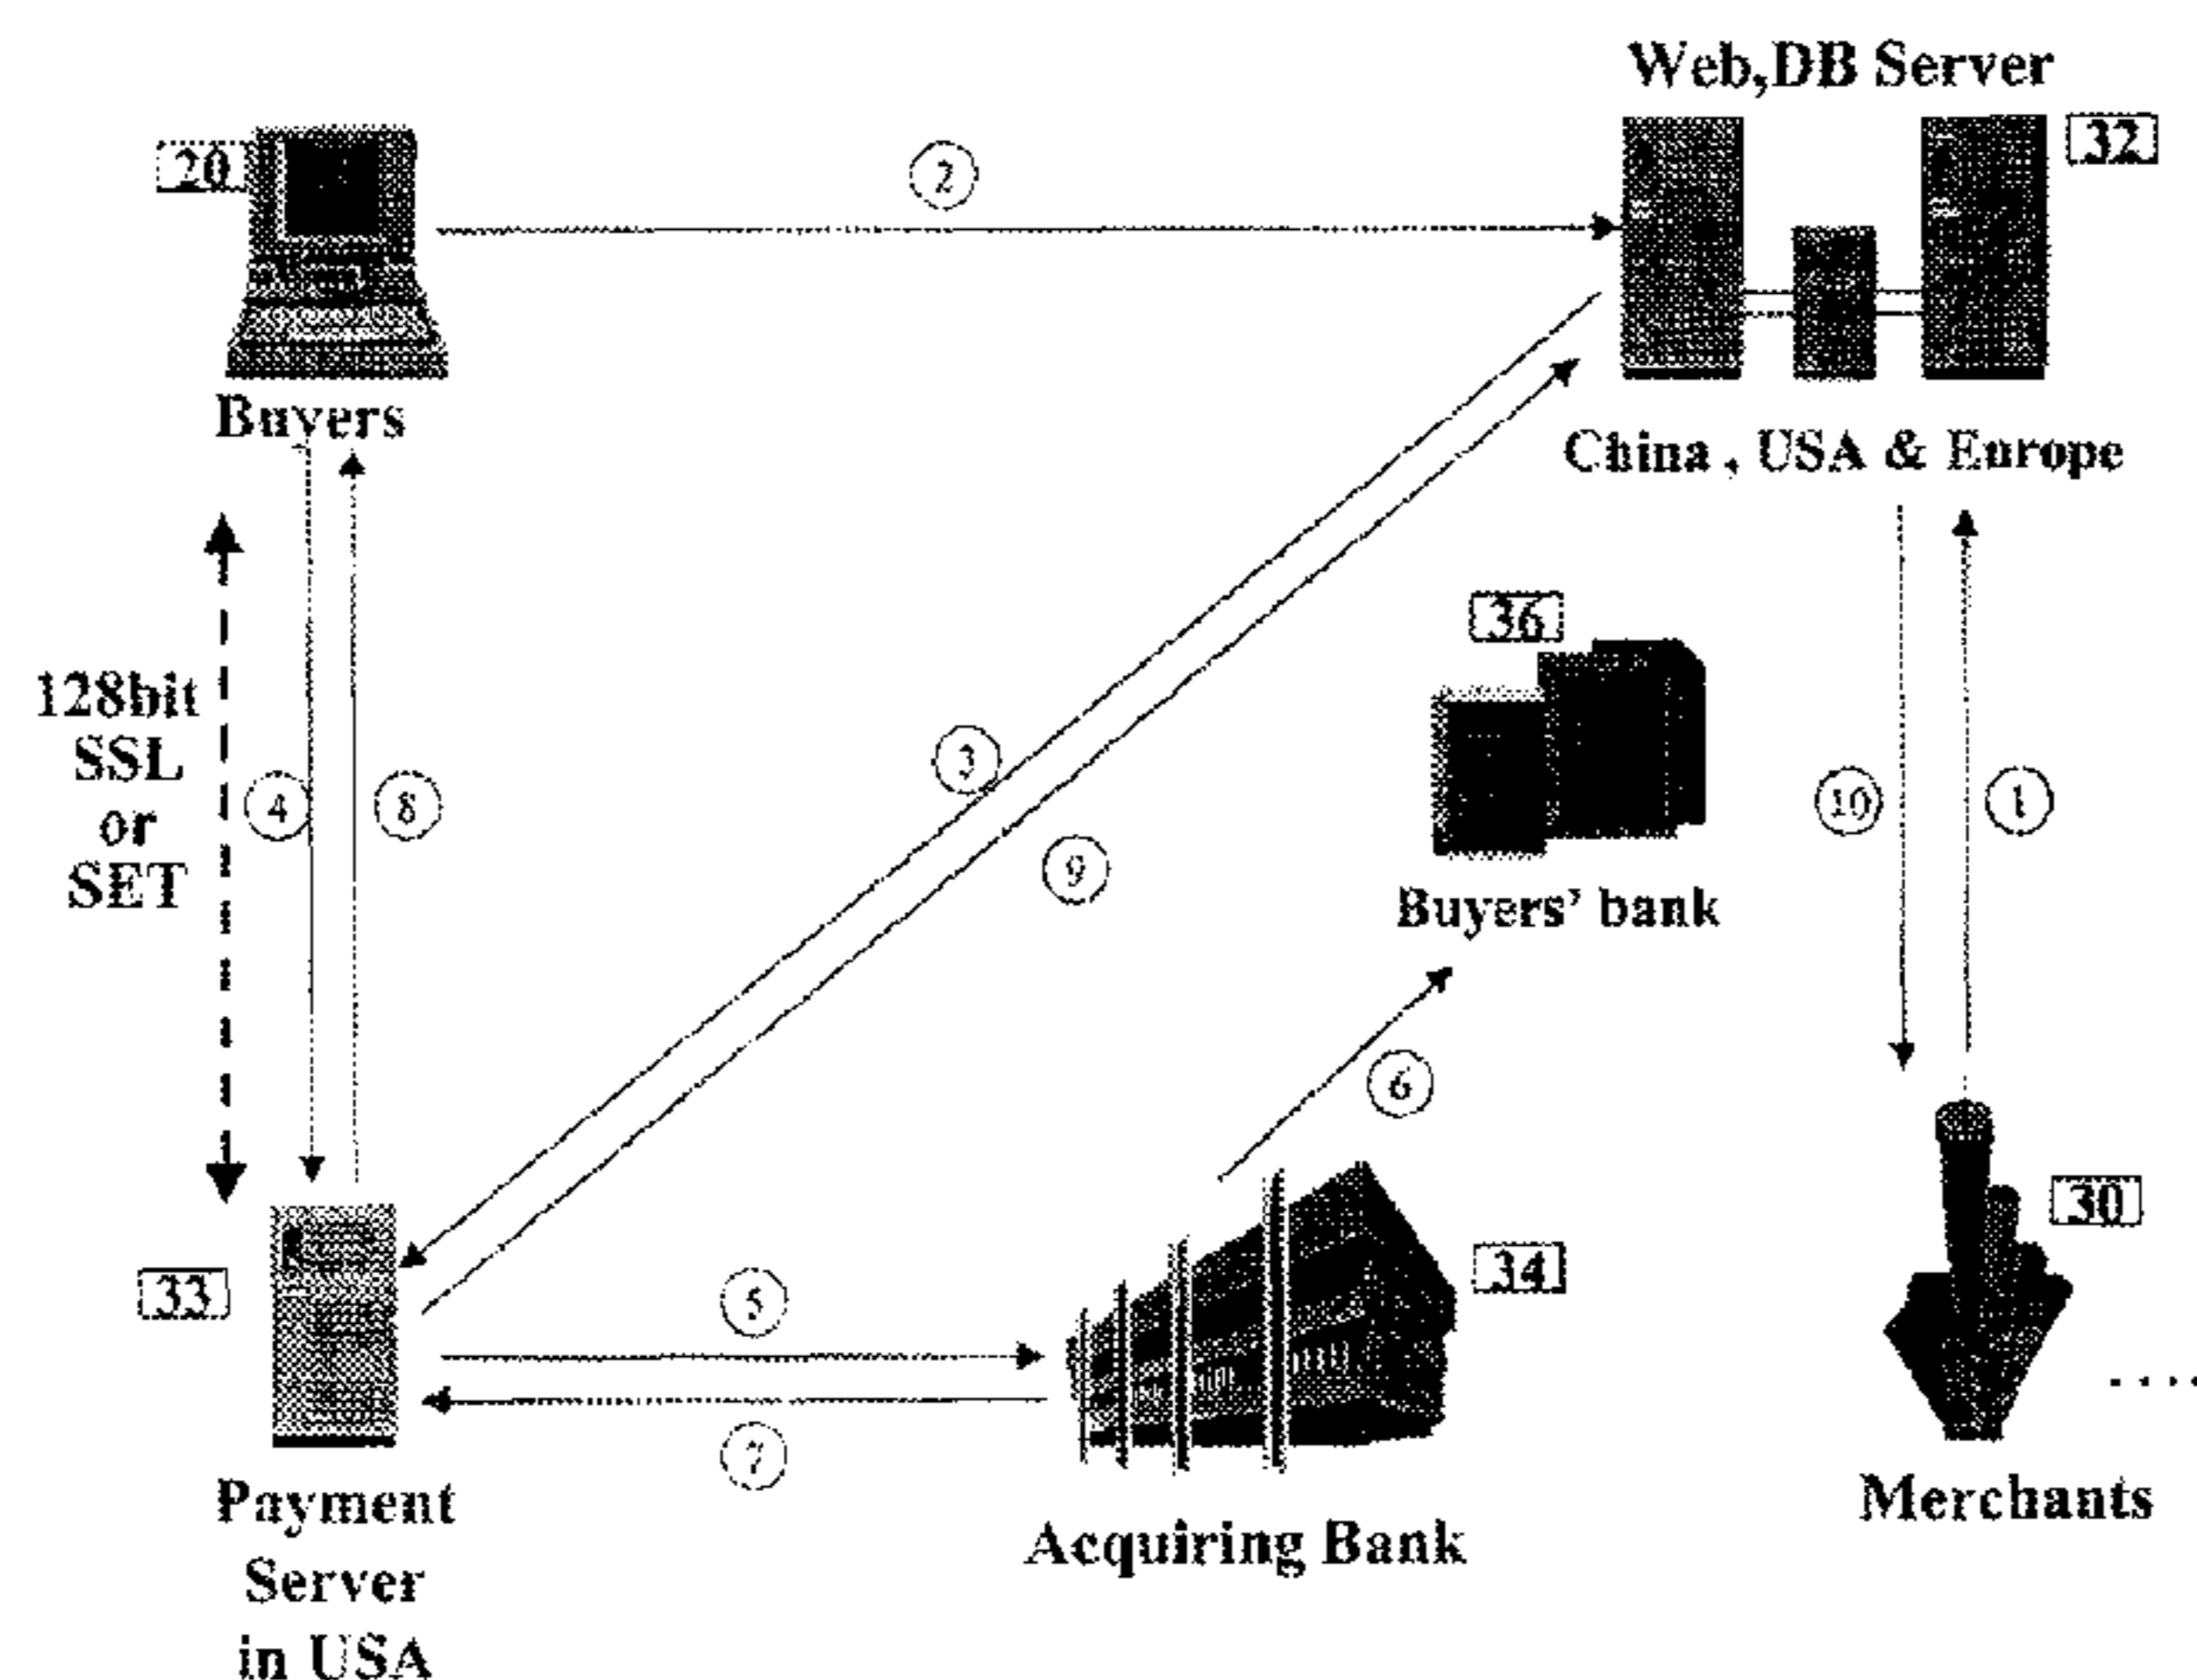 Web,DB Server
20
2
32
Buyers
China , USA & Europe
36
128bit
SSL
or
SET
4
8
3
9
10
1
Buyers' bank
6
30
33
5
34
7
Payment
Server
in USA
Acquiring Bank
Merchants
....